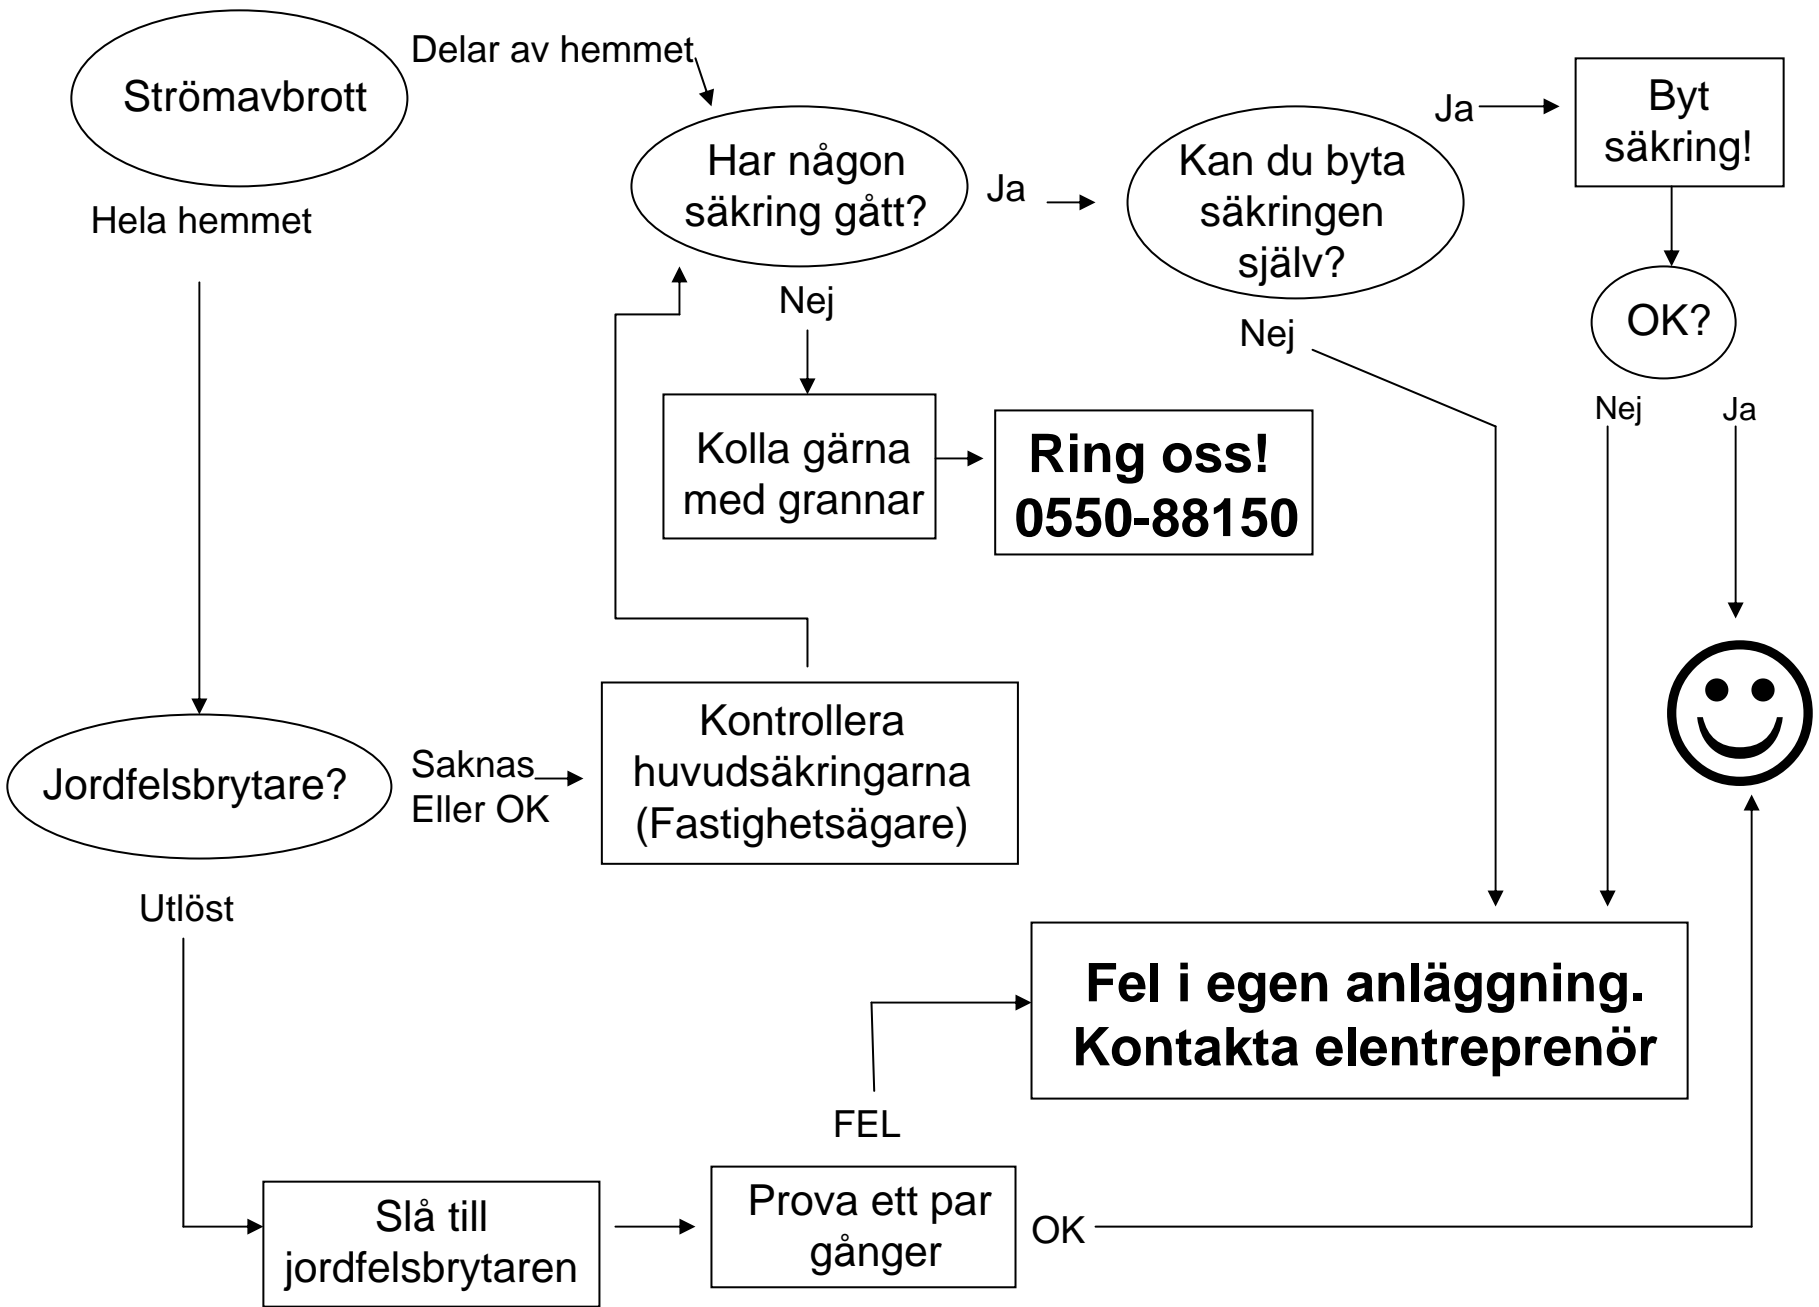 Delar av hemmet
Strömavbrott
Hela hemmet
Har någon
säkring gått?
Ja
Kan du byta
säkringen
själv?
Ja
Byt
säkring!
OK?
Nej
Ja
Nej
Nej
Kolla gärna
med grannar
Ring oss!
0550-88150
Jordfelsbrytare?
Saknas
Eller OK
Kontrollera
huvudsäkringarna
(Fastighetsägare)
Utlöst
Fel i egen anläggning.
Kontakta elentreprenör
FEL
Slå till
jordfelsbrytaren
Prova ett par
gånger
OK